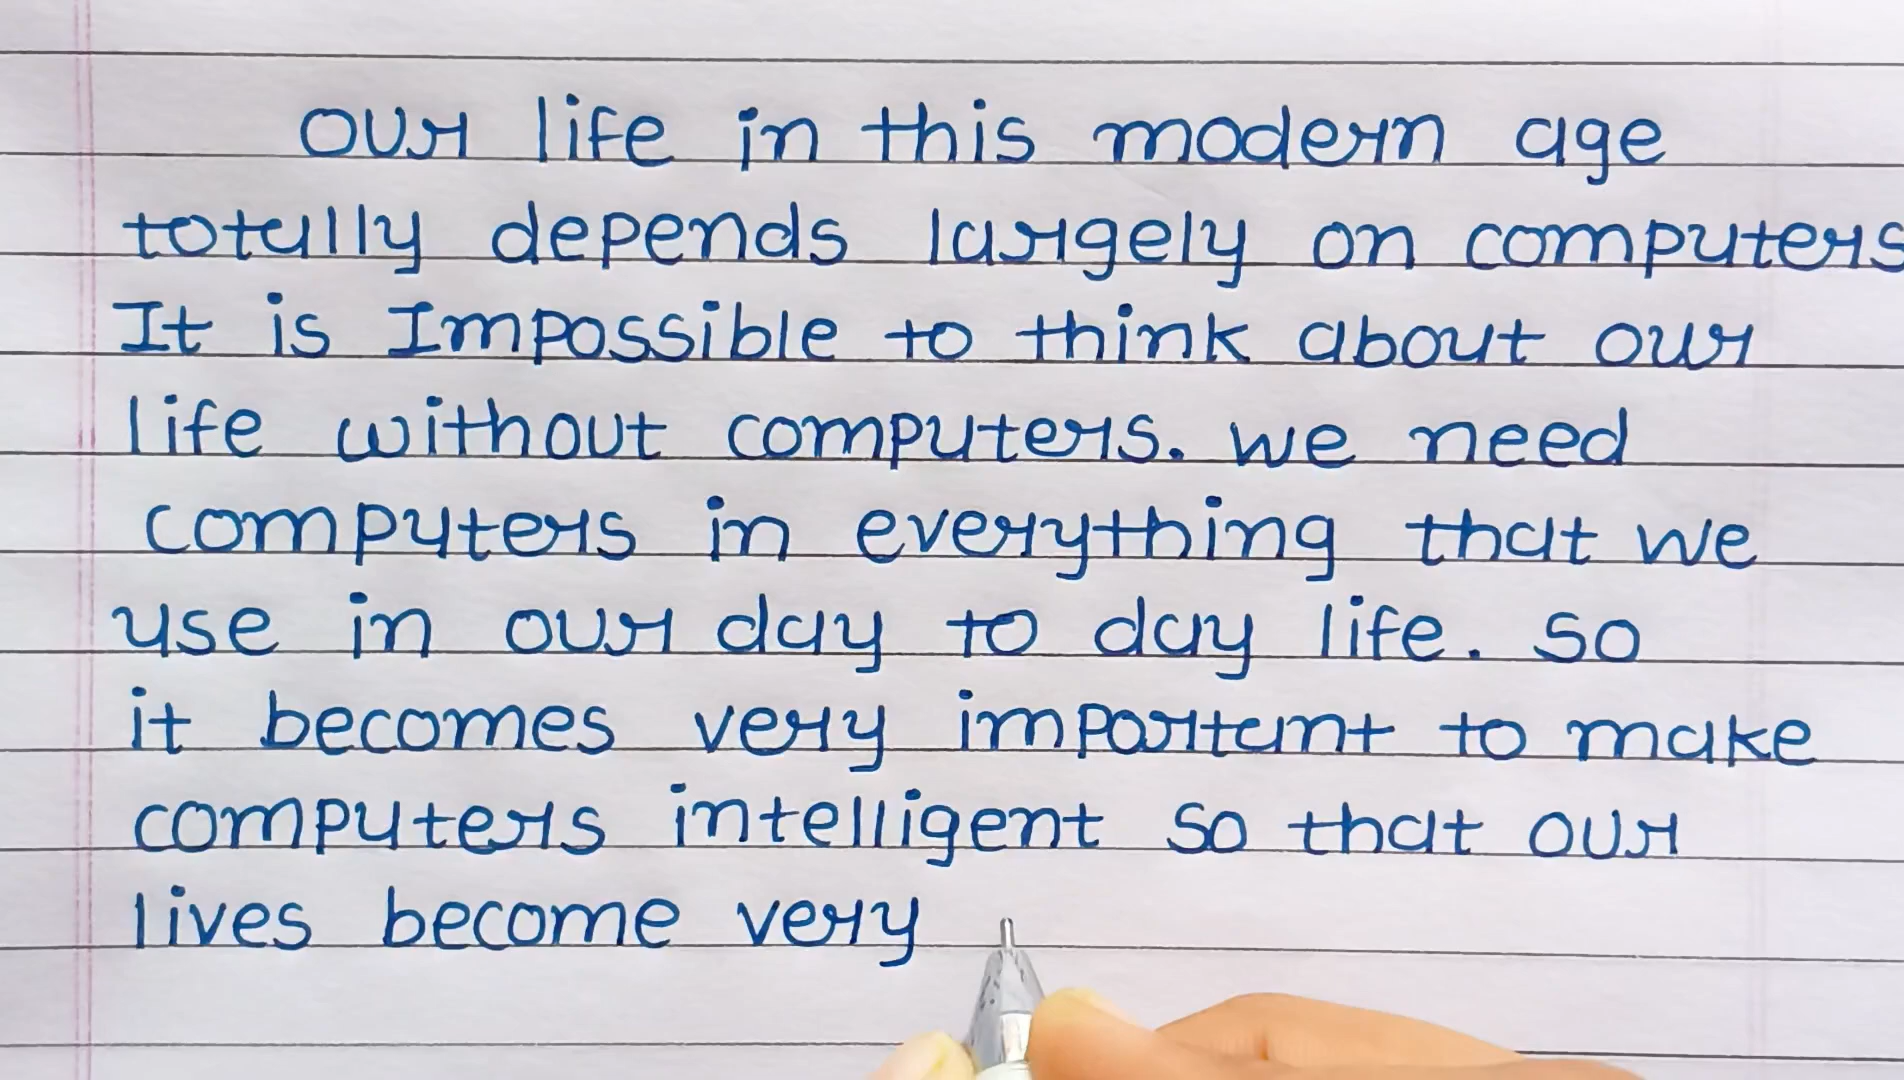 our life in this modern age
totally depends largely on computers
It is Impossible to think about our
life without computers. we need
computers in everything that we
use in our day to day life. so
it becomes very important to make
computers intelligent so that our
lives become very